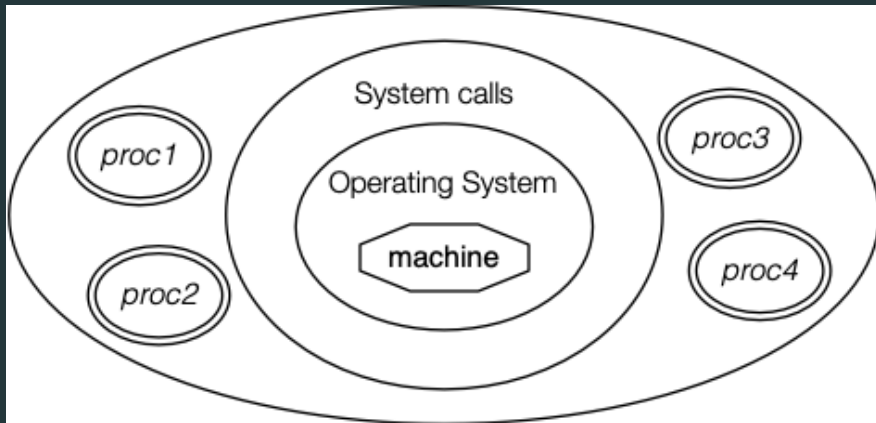 System calls
proc1
proc3
Operating System
machine
proc2
proc4